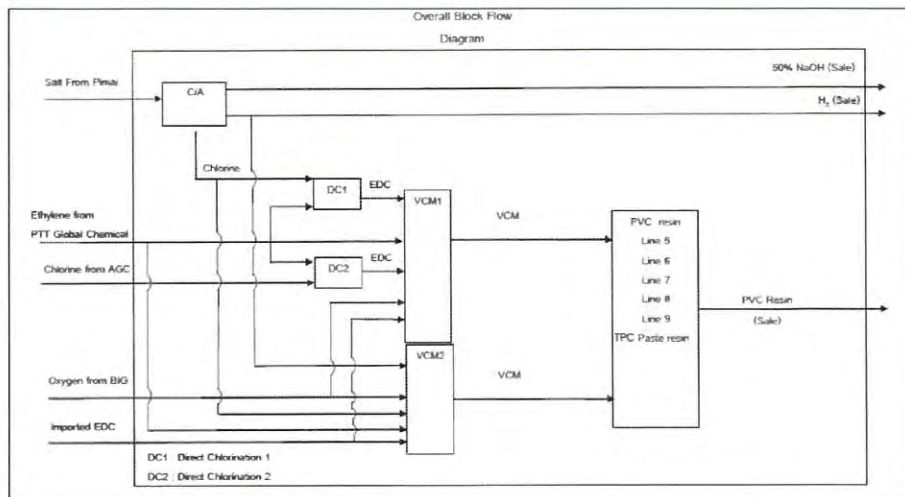 Overall Block Flow
Diagram
50% NaOH (Sale)
Salt From Pimai
C/A
H₂ (Sale)
Chlorine
EDC
DC1
VCM1
Ethylene from
PTT Global Chemical
VCM
PVC resin
Line 5
EDC
Line 6
Chlorine from AGC
DC2
Line 7
Line 8
PVC Resin
Line 9
(Sale)
TPC Paste resin
VCM2
VCM
Oxygen from BIG
Imported EDC
DC1 : Direct Chlorination 1
DC2 : Direct Chlorination 2